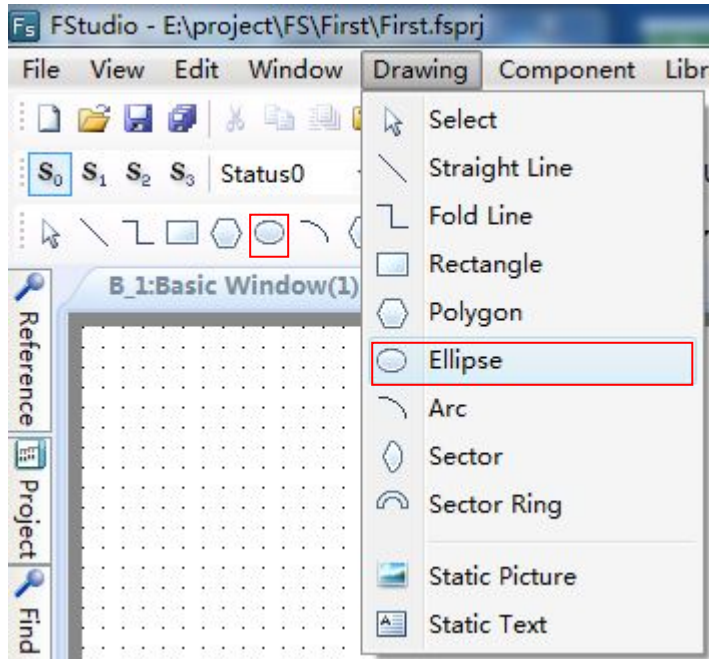 Fs FStudio - E:\project\FS\First\First.fsprj
File View Edit Window Drawing Component Libr
S0 S1 S2 S3 Status0
B_1:Basic Window(1)
Reference
Project
Find
Select
Straight Line
Fold Line
Rectangle
Polygon
Ellipse
Arc
Sector
Sector Ring
Static Picture
Static Text